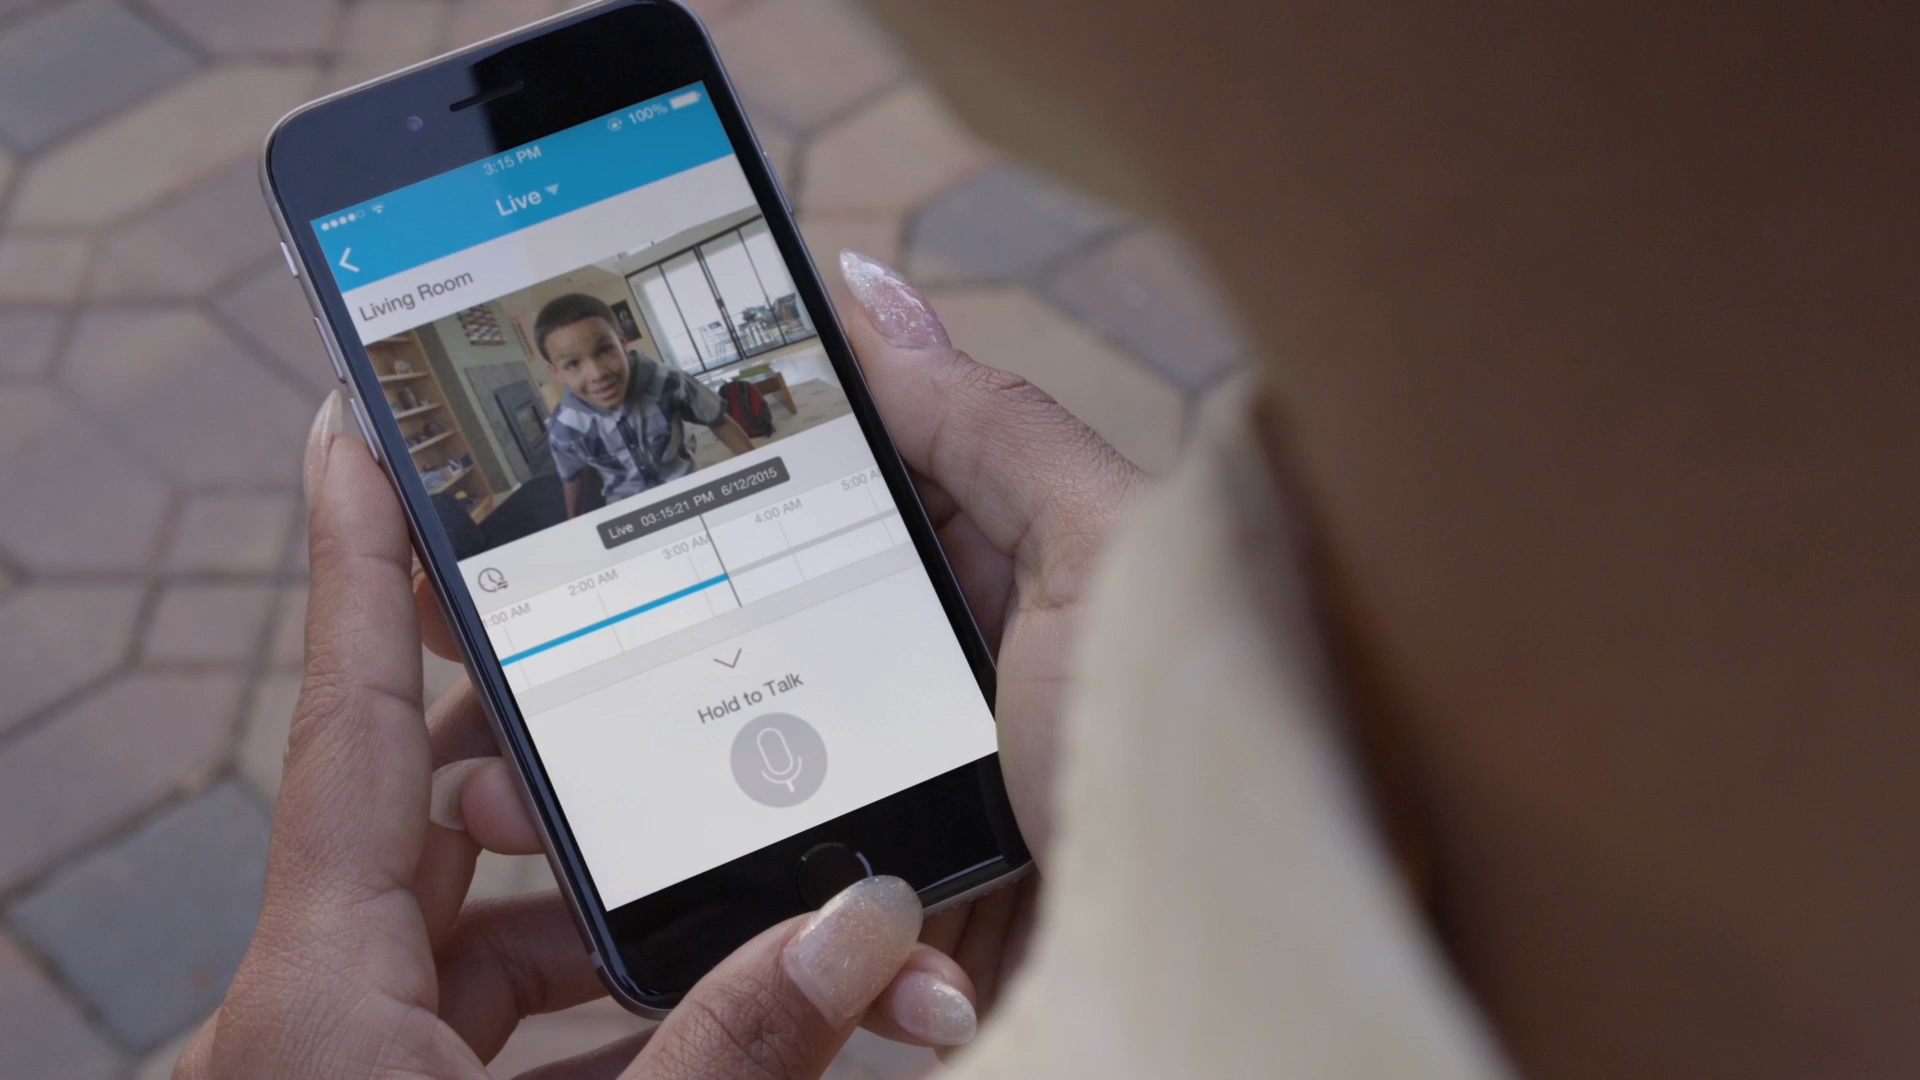 3:15 PM
100%
Live
Living Room
Live 03:15:21 PM 6/12/2015
1:00 AM 2:00 AM 3:00 AM 4:00 AM 5:00 A
Hold to Talk